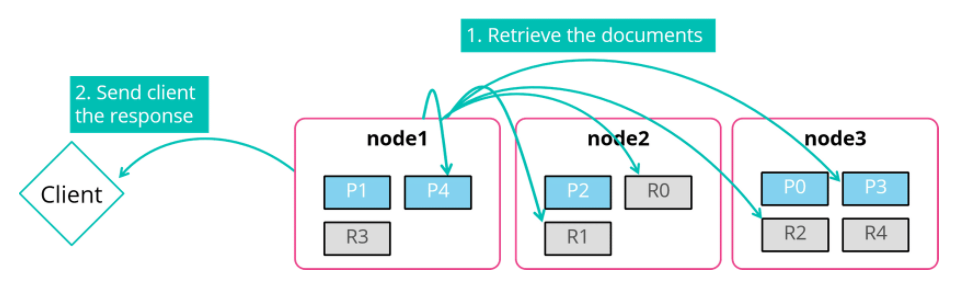 1. Retrieve the documents
2. Send client
the response
Client
node1
P1 P4
R3
node2
P2 R0
R1
node3
P0 P3
R2 R4